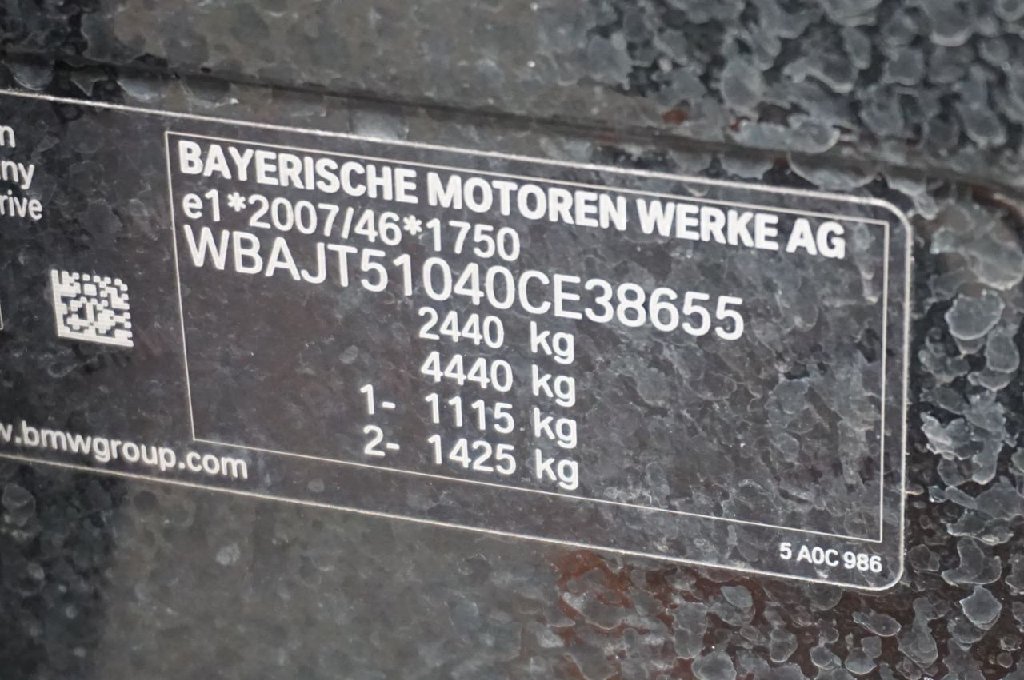 n
ny
rive
BAYERISCHE MOTOREN WERKE AG
e1*2007/46*1750
WBAJT51040CE38655
2440 kg
4440 kg
1- 1115 kg
2- 1425 kg
w.bmwgroup.com
5 A0C 986